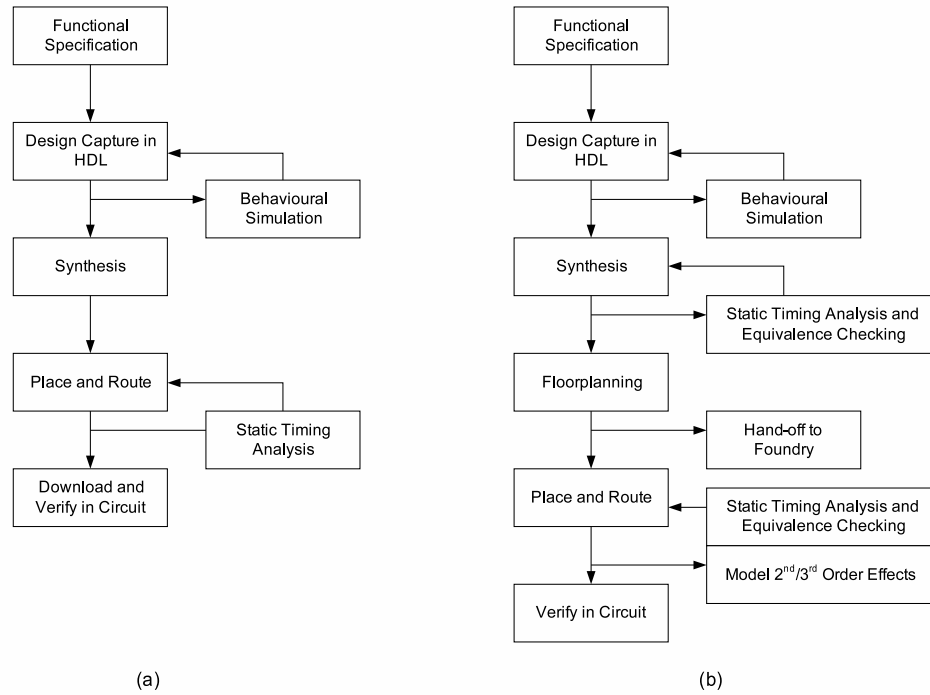 Functional
Specification
Design Capture in
HDL
Behavioural
Simulation
Synthesis
Place and Route
Static Timing
Analysis
Download and
Verify in Circuit
(a)
Functional
Specification
Design Capture in
HDL
Behavioural
Simulation
Synthesis
Static Timing Analysis and
Equivalence Checking
Floorplanning
Hand-off to
Foundry
Place and Route
Static Timing Analysis and
Equivalence Checking
Model 2nd/3rd Order Effects
Verify in Circuit
(b)